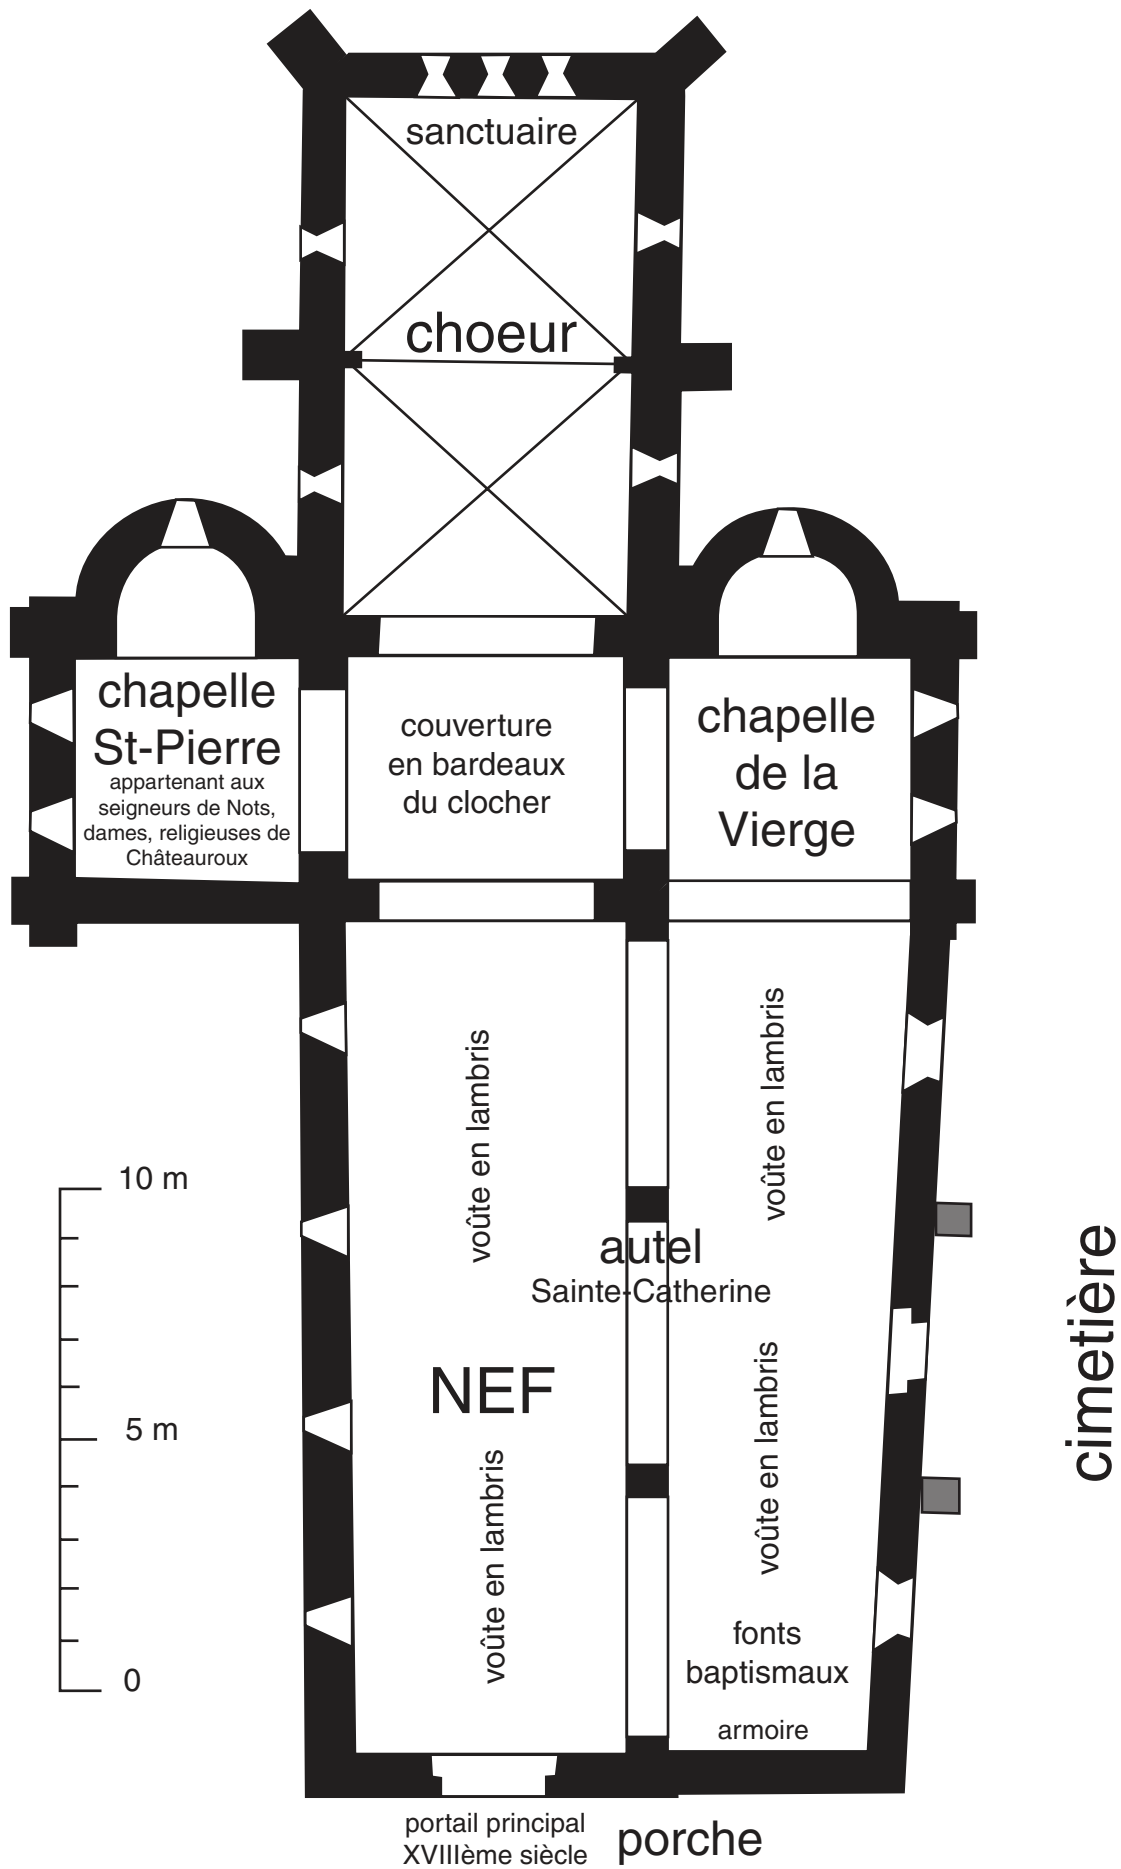 sanctuaire
choeur
chapelle
St-Pierre
appartenant aux
seigneurs de Nots,
dames, religieuses de
Châteauroux
couverture
en bardeaux
du clocher
chapelle
de la
Vierge
voûte en lambris
voûte en lambris
10 m
5 m
0
autel
Sainte-Catherine
cimetière
NEF
voûte en lambris
voûte en lambris
fonts
baptismaux
armoire
portail principal
XVIIIème siècle
porche